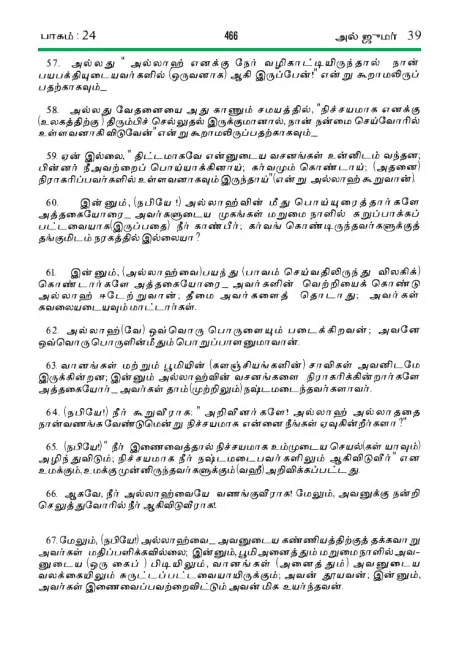 பாகம் : 24 466 அல் ஜுமர் 39
57. அல்லது " அல்லாஹ் எனக்கு நேர் வழிகாட்டியிருந்தால் நான்
பயபக்தியுடையவர்களில் (ஒருவனாக) ஆகி இருப்பேன்!" என்று கூறாமலிருப்
பதற்காகவும்_
58. அல்லது வேதனையை அது காணும் சமயத்தில், "நிச்சயமாக எனக்கு
(உலகத்திற்கு) திரும்பிச் செல்லுதல் இருக்குமானால், நான் நன்மை செய்வோரில்
உள்ளவனாகிவிடுவேன்" என்று கூறாமலிருப்பதற்காகவும்_
59. ஏன் இல்லை, " திட்டமாகவே என்னுடைய வசனங்கள் உன்னிடம் வந்தன;
பின்னர் நீஅவற்றைப் பொய்யாக்கினாய்; கர்வமும் கொண்டாய்; (அதனை)
நிராகரிப்பவர்களில் உள்ளவனாகவும் இருந்தாய்"(என்று அல்லாஹ் கூறுவான்).
60. இன்னும், (நபியே !) அல்லாஹ்வின் மீது பொய்யுரைத்தார்களே
அத்தகையோரை_ அவர்களுடைய முகங்கள் மறுமை நாளில் கறுப்பாக்கப்
பட்டவையாக(இருப்பதை) நீர் காண்பீர்; கர்வங் கொண்டிருந்தவர்களுக்குத்
தங்குமிடம் நரகத்தில் இல்லையா ?
61. இன்னும், (அல்லாஹ்வை)பயந்து (பாவம் செய்வதிலிருந்து விலகிக்)
கொண்டார்களே அத்தகையோரை_ அவர்களின் வெற்றியைக் கொண்டு
அல்லாஹ் ஈடேற்றுவான்; தீமை அவர்களைத் தொடாது; அவர்கள்
கவலையடையவும்மாட்டார்கள்.
62. அல்லாஹ்(வே) ஒவ்வொரு பொருளையும் படைக்கிறவன்; அவனே
ஒவ்வொருபொருளின்மீதும் பொறுப்பாளனுமாவான்.
63. வானங்கள் மற்றும் பூமியின் (களஞ்சியங்களின்) சாவிகள் அவனிடமே
இருக்கின்றன; இன்னும் அல்லாஹ்வின் வசனங்களை நிராகரிக்கின்றார்களே
அத்தகையோர்_ அவர்கள் தாம்(முற்றிலும்)நஷ்டமடைந்தவர்களாவர்.
64. (நபியே!) நீர் கூறுவீராக: " அறிவீனர்களே! அல்லாஹ் அல்லாததை
நான்வணங்கவேண்டுமென்று நிச்சயமாக என்னை நீங்கள் ஏவுகின்றீர்களா ?"
65. (நபியே!)" நீர் இணைவைத்தால் நிச்சயமாக உம்முடைய செயல்(கள் யாவும்)
அழிந்துவிடும்; நிச்சயமாக நீர் நஷ்டமடைபவர்களிலும் ஆகிவிடுவீர்" என
உமக்கும்,உமக்குமுன்னிருந்தவர்களுக்கும்(வஹீ)அறிவிக்கப்பட்டது.
66. ஆகவே, நீர் அல்லாஹ்வையே வணங்குவீராக! மேலும், அவனுக்கு நன்றி
செலுத்துவோரில் நீர் ஆகிவிடுவீராக!.
67.மேலும், (நபியே!) அல்லாஹ்வை_ அவனுடைய கண்ணியத்திற்குத் தக்கவாறு
அவர்கள் மதிப்பளிக்கவில்லை; இன்னும்,பூமிஅனைத்தும் மறுமைநாளில்அவ-
னுடைய (ஒரு கைப் ) பிடியிலும், வானங்கள் (அனைத்தும்) அவனுடைய
வலக்கையிலும் சுருட்டப்பட்டவையாயிருக்கும்; அவன் தூயவன்; இன்னும்,
அவர்கள் இணைவைப்பவற்றைவிட்டும் அவன் மிக உயர்ந்தவன்.